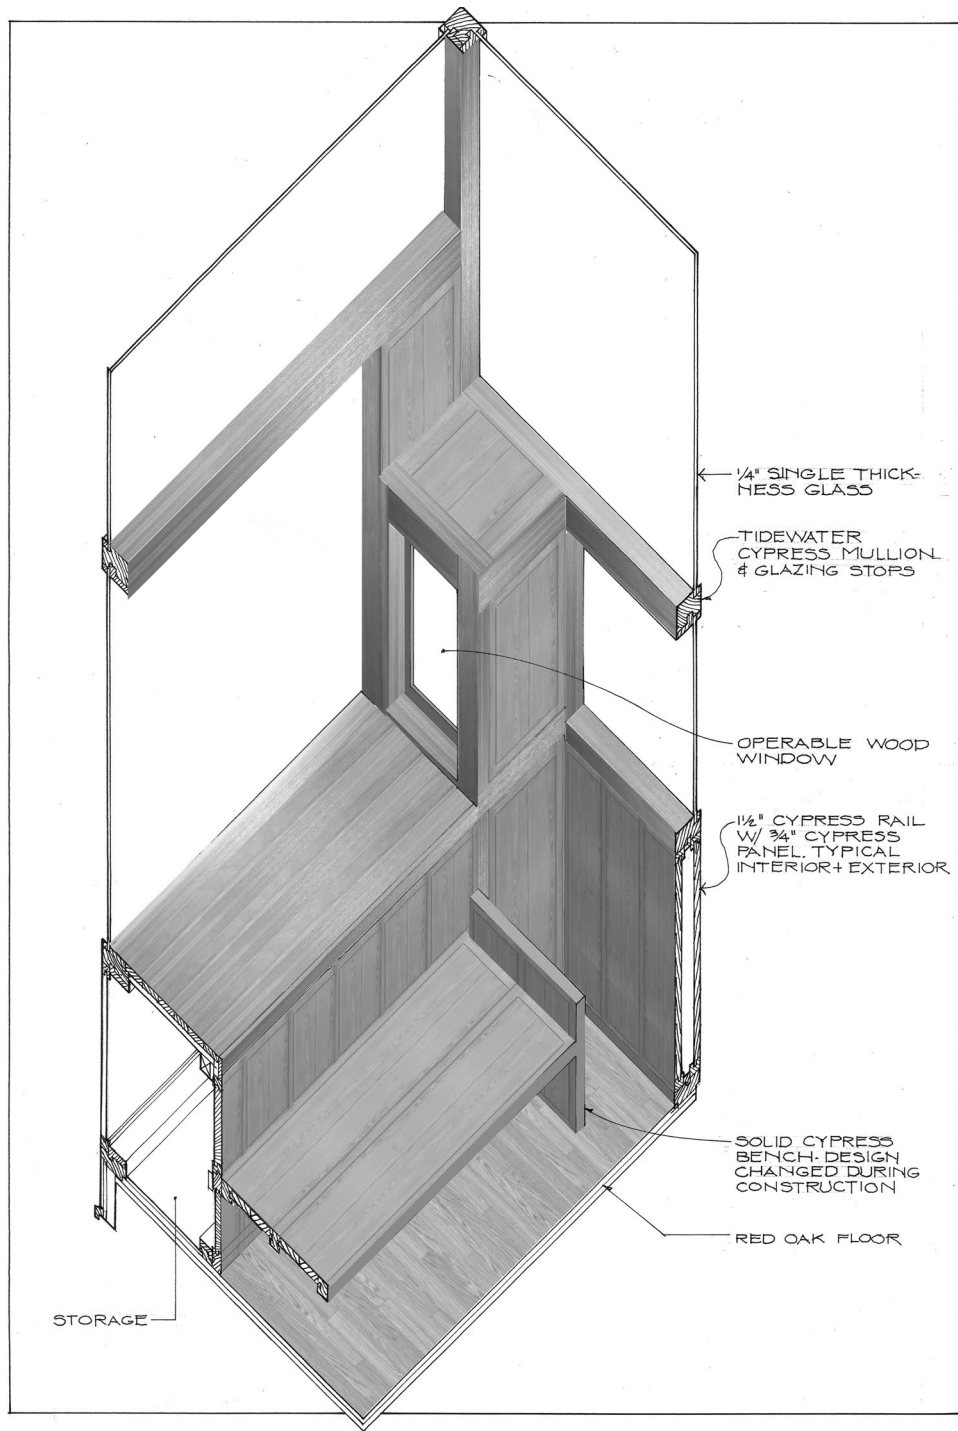 1/4" SINGLE THICK-
NESS GLASS
TIDEWATER
CYPRESS MULLION
& GLAZING STOPS
OPERABLE WOOD
WINDOW
1 1/2" CYPRESS RAIL
W/ 3/4" CYPRESS
PANEL. TYPICAL
INTERIOR + EXTERIOR
SOLID CYPRESS
BENCH - DESIGN
CHANGED DURING
CONSTRUCTION
RED OAK FLOOR
STORAGE